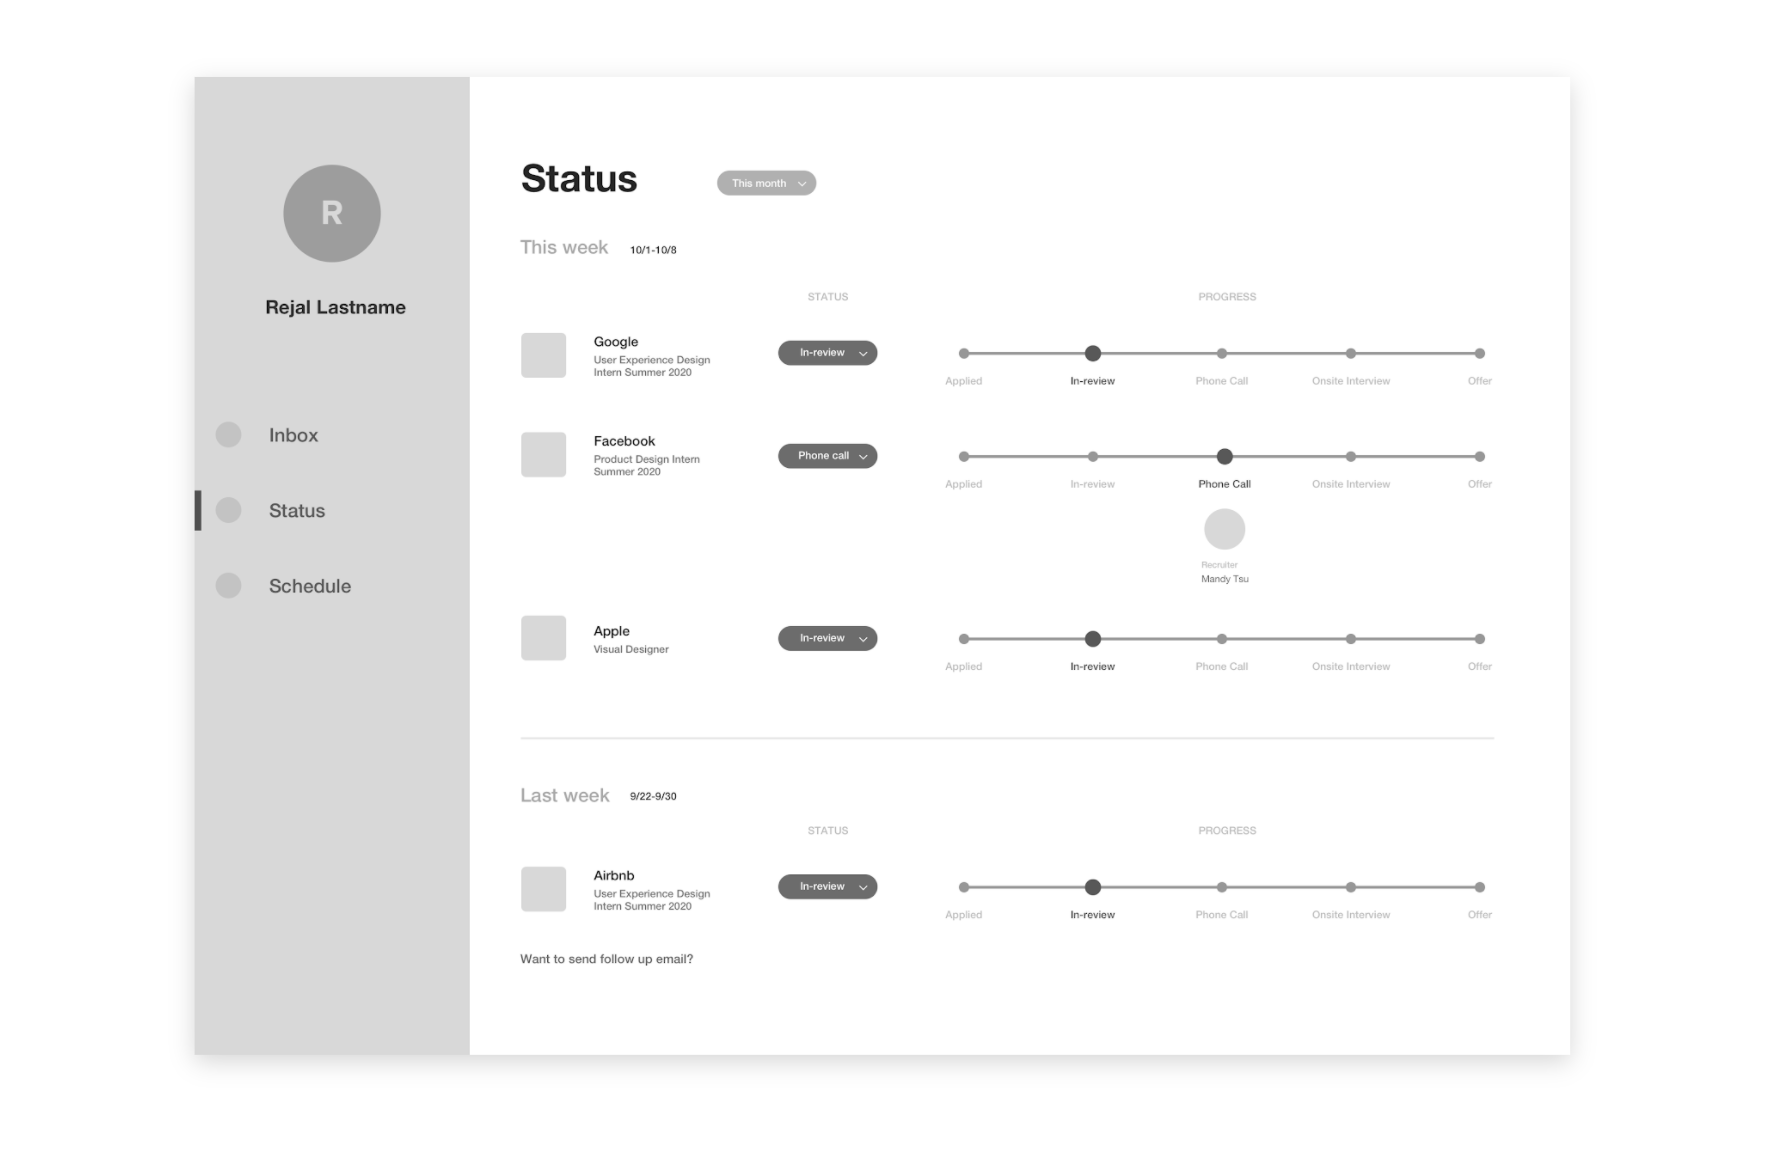 R
Rejal Lastname
Inbox
Status
Schedule
Status
This month
This week
10/1-10/8
STATUS
PROGRESS
Google
User Experience Design
Intern Summer 2020
In-review
Applied
In-review
Phone Call
Onsite Interview
Offer
Facebook
Product Design Intern
Summer 2020
Phone call
Applied
In-review
Phone Call
Onsite Interview
Offer
Recruiter
Mandy Tsu
Apple
Visual Designer
In-review
Applied
In-review
Phone Call
Onsite Interview
Offer
Last week
9/22-9/30
STATUS
PROGRESS
Airbnb
User Experience Design
Intern Summer 2020
In-review
Applied
In-review
Phone Call
Onsite Interview
Offer
Want to send follow up email?